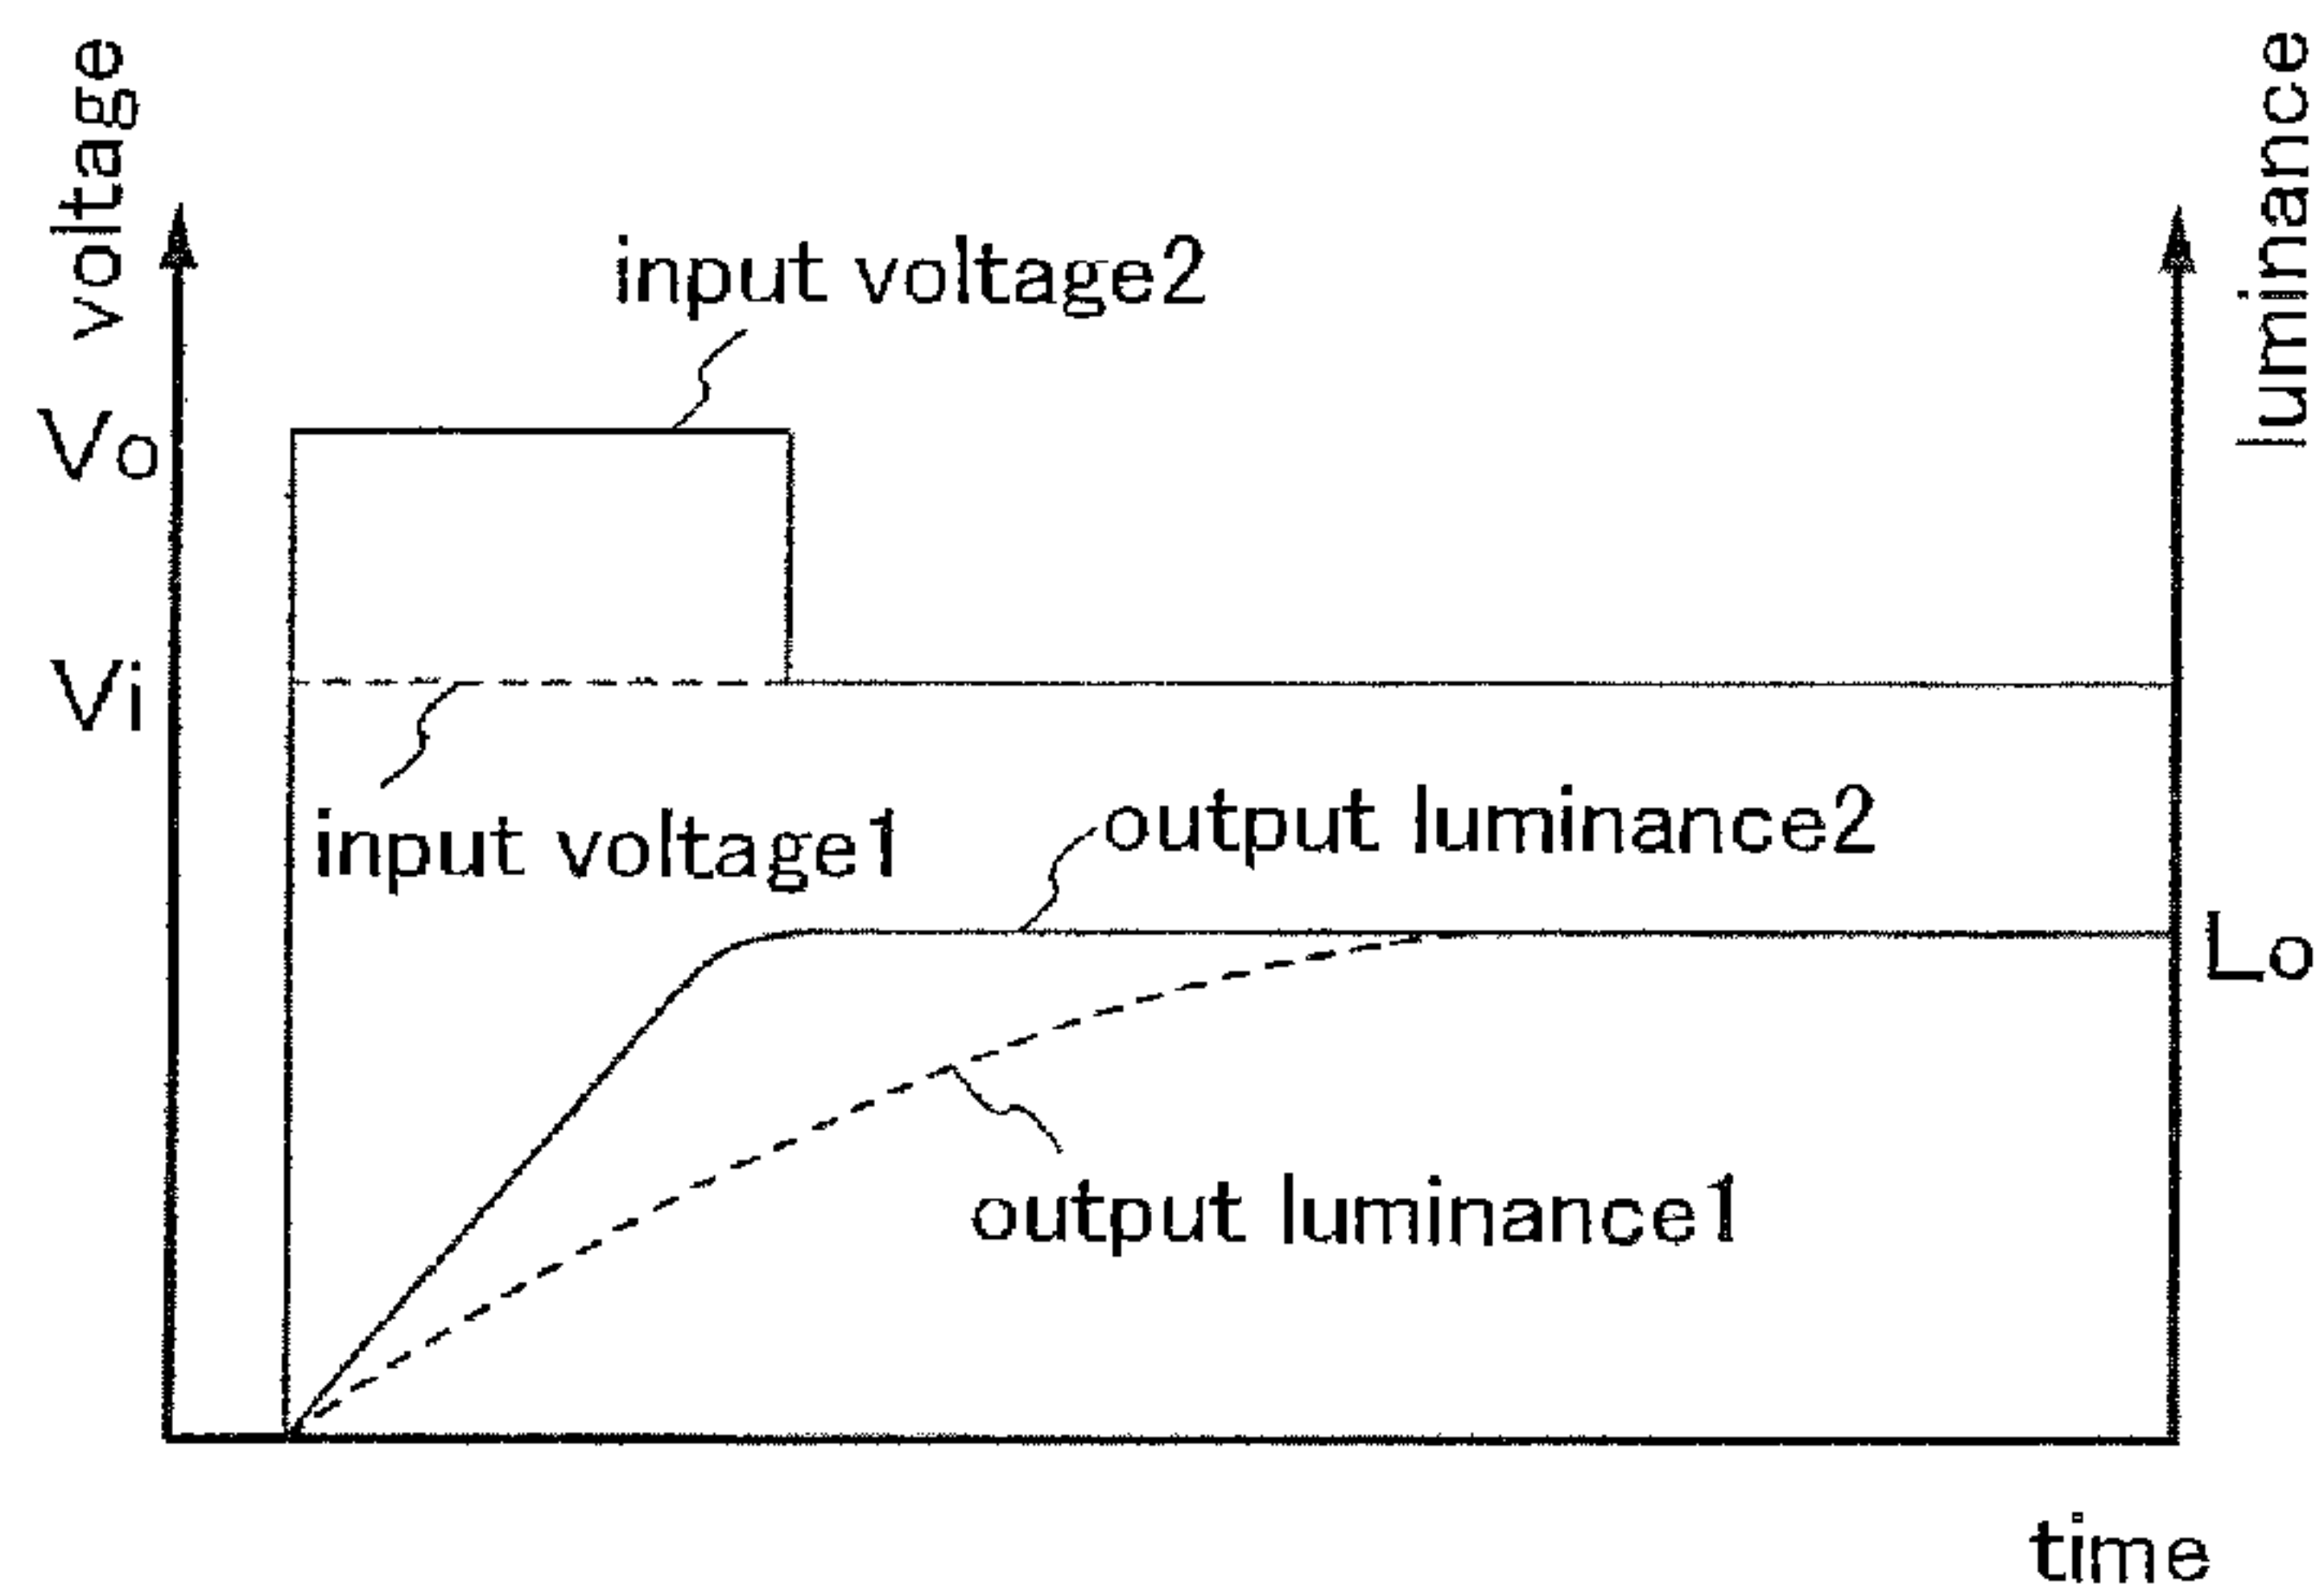 voltage
luminance
input voltage2
Vo
Vi
input voltage1
output luminance2
Lo
output luminance1
time